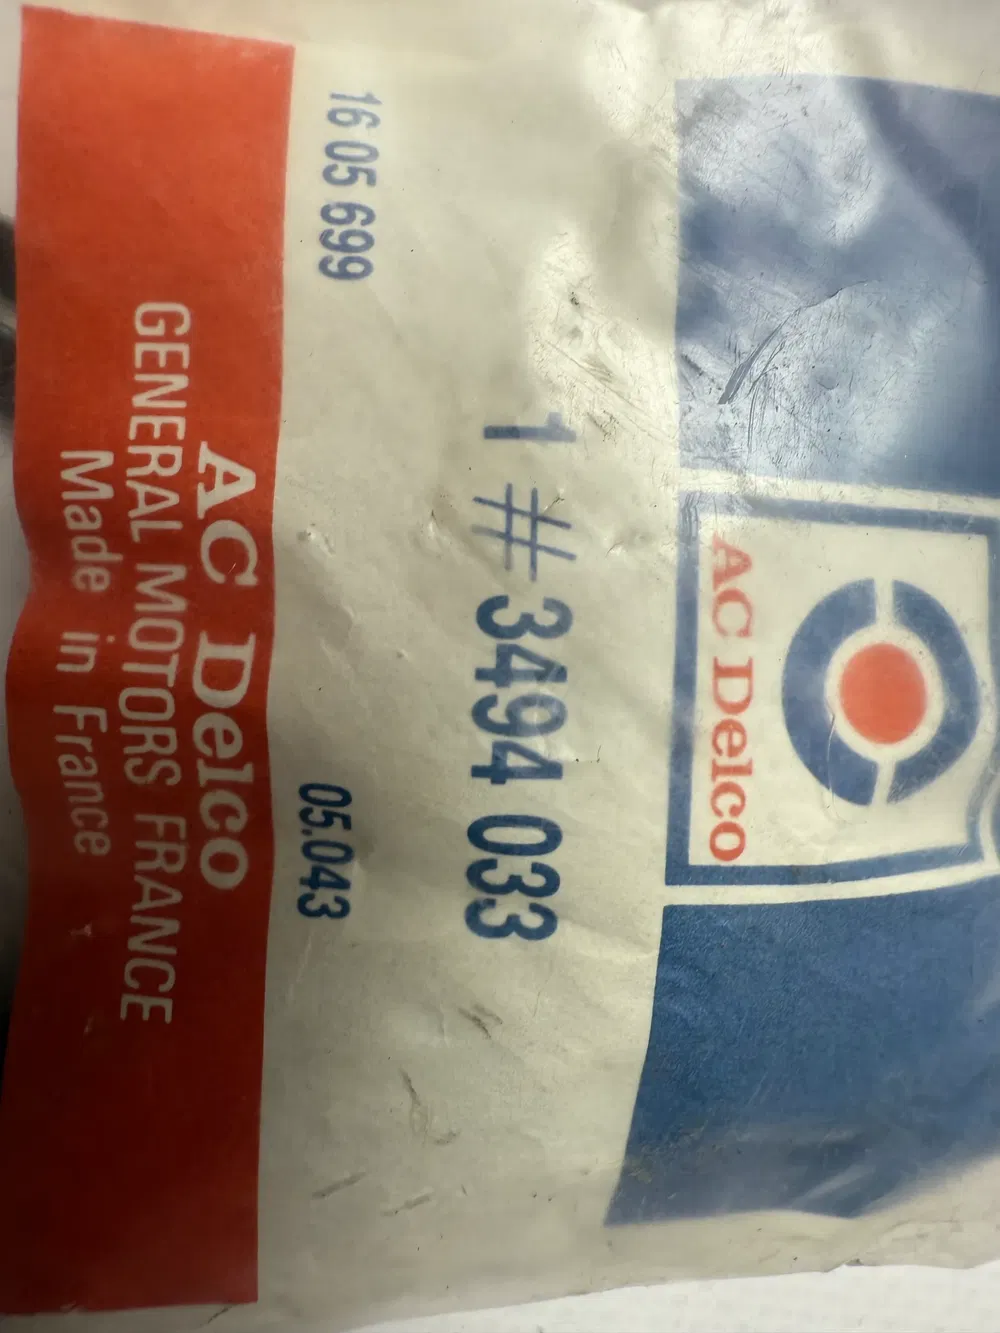 AC Delco
1 # 3494 033
16 05 699
05.043
AC Delco
GENERAL MOTORS FRANCE
Made in France